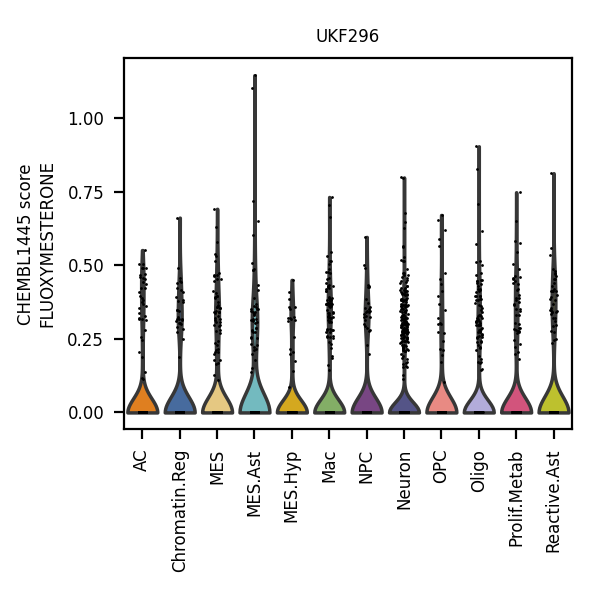 UKF296
CHEMBL1445 score
FLUOXYMESTERONE
1.00
0.75
0.50
0.25
0.00
AC
Chromatin.Reg
MES
MES.Ast
MES.Hyp
Mac
NPC
Neuron
OPC
Oligo
Prolif.Metab
Reactive.Ast